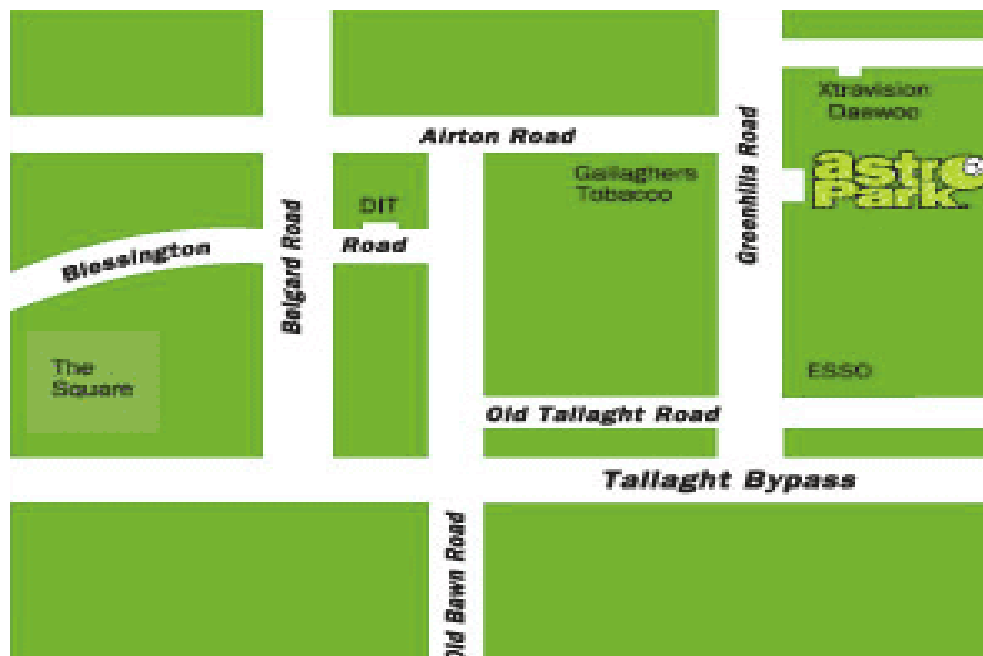 Xtravision
Daewoo
Airton Road
astro
Park
Gallaghers
Tobacco
Greenhills Road
DIT
Road
Blessington
Belgard Road
The
Square
ESSO
Old Tallaght Road
Tallaght Bypass
Old Bawn Road